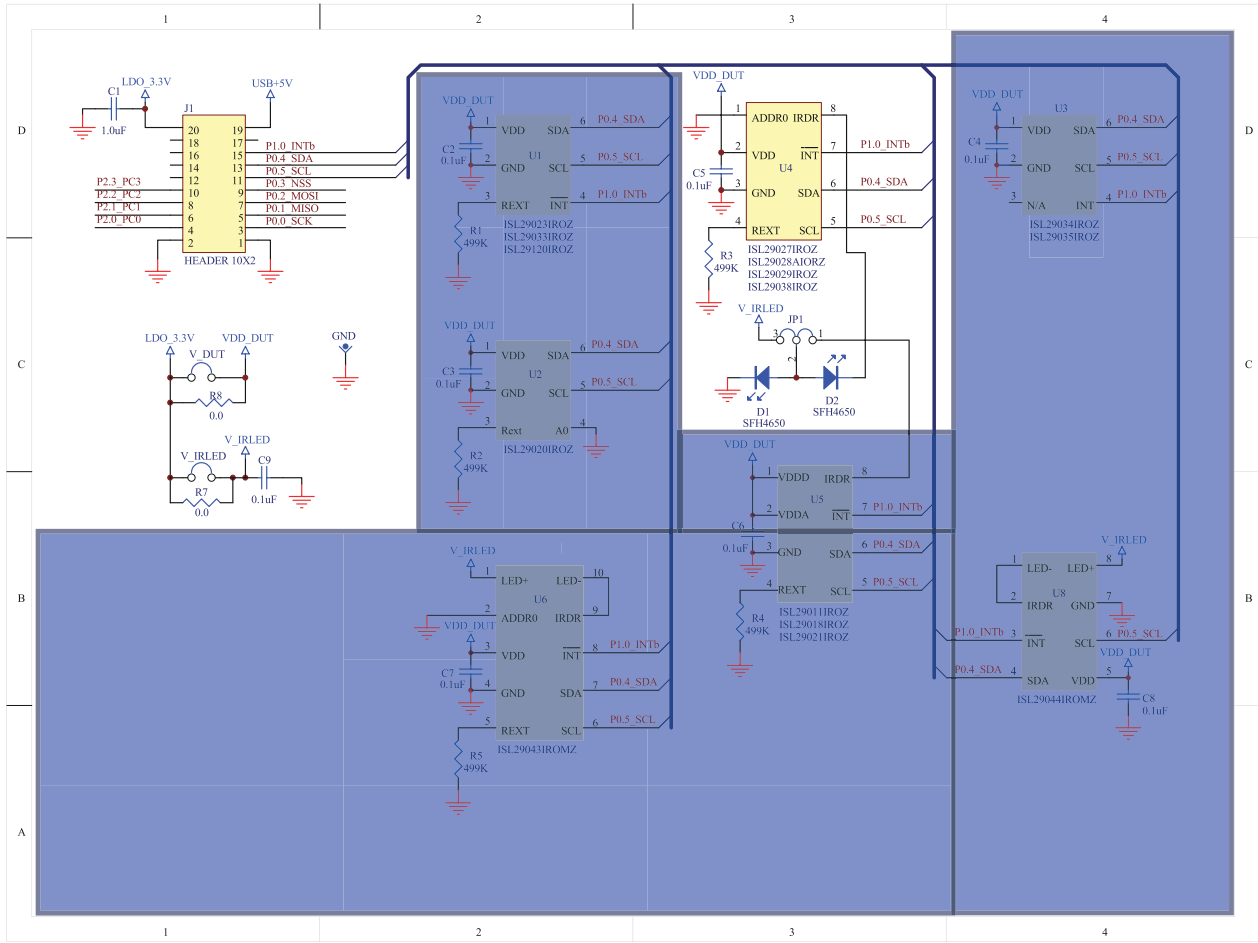 1 2 3 4
D
C
B
A
D
C
B
A
1 2 3 4
LDO_3.3V
USB+5V
C1
1.0uF
J1
20 19
18 17
16 15 P1.0_INTb
14 13 P0.4_SDA
12 11 P0.5_SCL
P2.3_PC3 10 9 P0.3_NSS
P2.2_PC2 8 7 P0.2_MOSI
P2.1_PC1 6 5 P0.1_MISO
P2.0_PC0 4 3 P0.0_SCK
2 1
HEADER 10X2
LDO_3.3V VDD_DUT
V_DUT
R8
0.0
GND
V_IRLED
V_IRLED
C9
0.1uF
R7
0.0
VDD_DUT
C2
0.1uF
1 VDD SDA 6 P0.4_SDA
U1
2 GND SCL 5 P0.5_SCL
3 REXT INT 4 P1.0_INTb
R1
499K
ISL29023IROZ
ISL29033IROZ
ISL29120IROZ
VDD_DUT
C3
0.1uF
1 VDD SDA 6 P0.4_SDA
U2
2 GND SCL 5 P0.5_SCL
3 Rext A0 4
R2
499K
ISL29020IROZ
VDD_DUT
C5
0.1uF
1 ADDR0 IRDR 8
2 VDD INT 7 P1.0_INTb
U4
3 GND SDA 6 P0.4_SDA
4 REXT SCL 5 P0.5_SCL
R3
499K
ISL29027IROZ
ISL29028AIORZ
ISL29029IROZ
ISL29038IROZ
V_IRLED
JP1
3 1
2
D1
SFH4650
D2
SFH4650
VDD_DUT
C4
0.1uF
U3
1 VDD SDA 6 P0.4_SDA
2 GND SCL 5 P0.5_SCL
3 N/A INT 4 P1.0_INTb
ISL29034IROZ
ISL29035IROZ
VDD_DUT
C6
0.1uF
1 VDDD IRDR 8
U5
2 VDDA INT 7 P1.0_INTb
3 GND SDA 6 P0.4_SDA
4 REXT SCL 5 P0.5_SCL
R4
499K
ISL29011IROZ
ISL29018IROZ
ISL29021IROZ
V_IRLED
1 LED+ LED- 10
U6
2 ADDR0 IRDR 9
VDD_DUT
3 VDD INT 8 P1.0_INTb
C7
0.1uF
4 GND SDA 7 P0.4_SDA
5 REXT SCL 6 P0.5_SCL
R5
499K
ISL29043IROMZ
V_IRLED
1 LED- LED+ 8
U8
2 IRDR GND 7
P1.0_INTb 3 INT SCL 6 P0.5_SCL
VDD_DUT
P0.4_SDA 4 SDA VDD 5
C8
0.1uF
ISL29044IROMZ